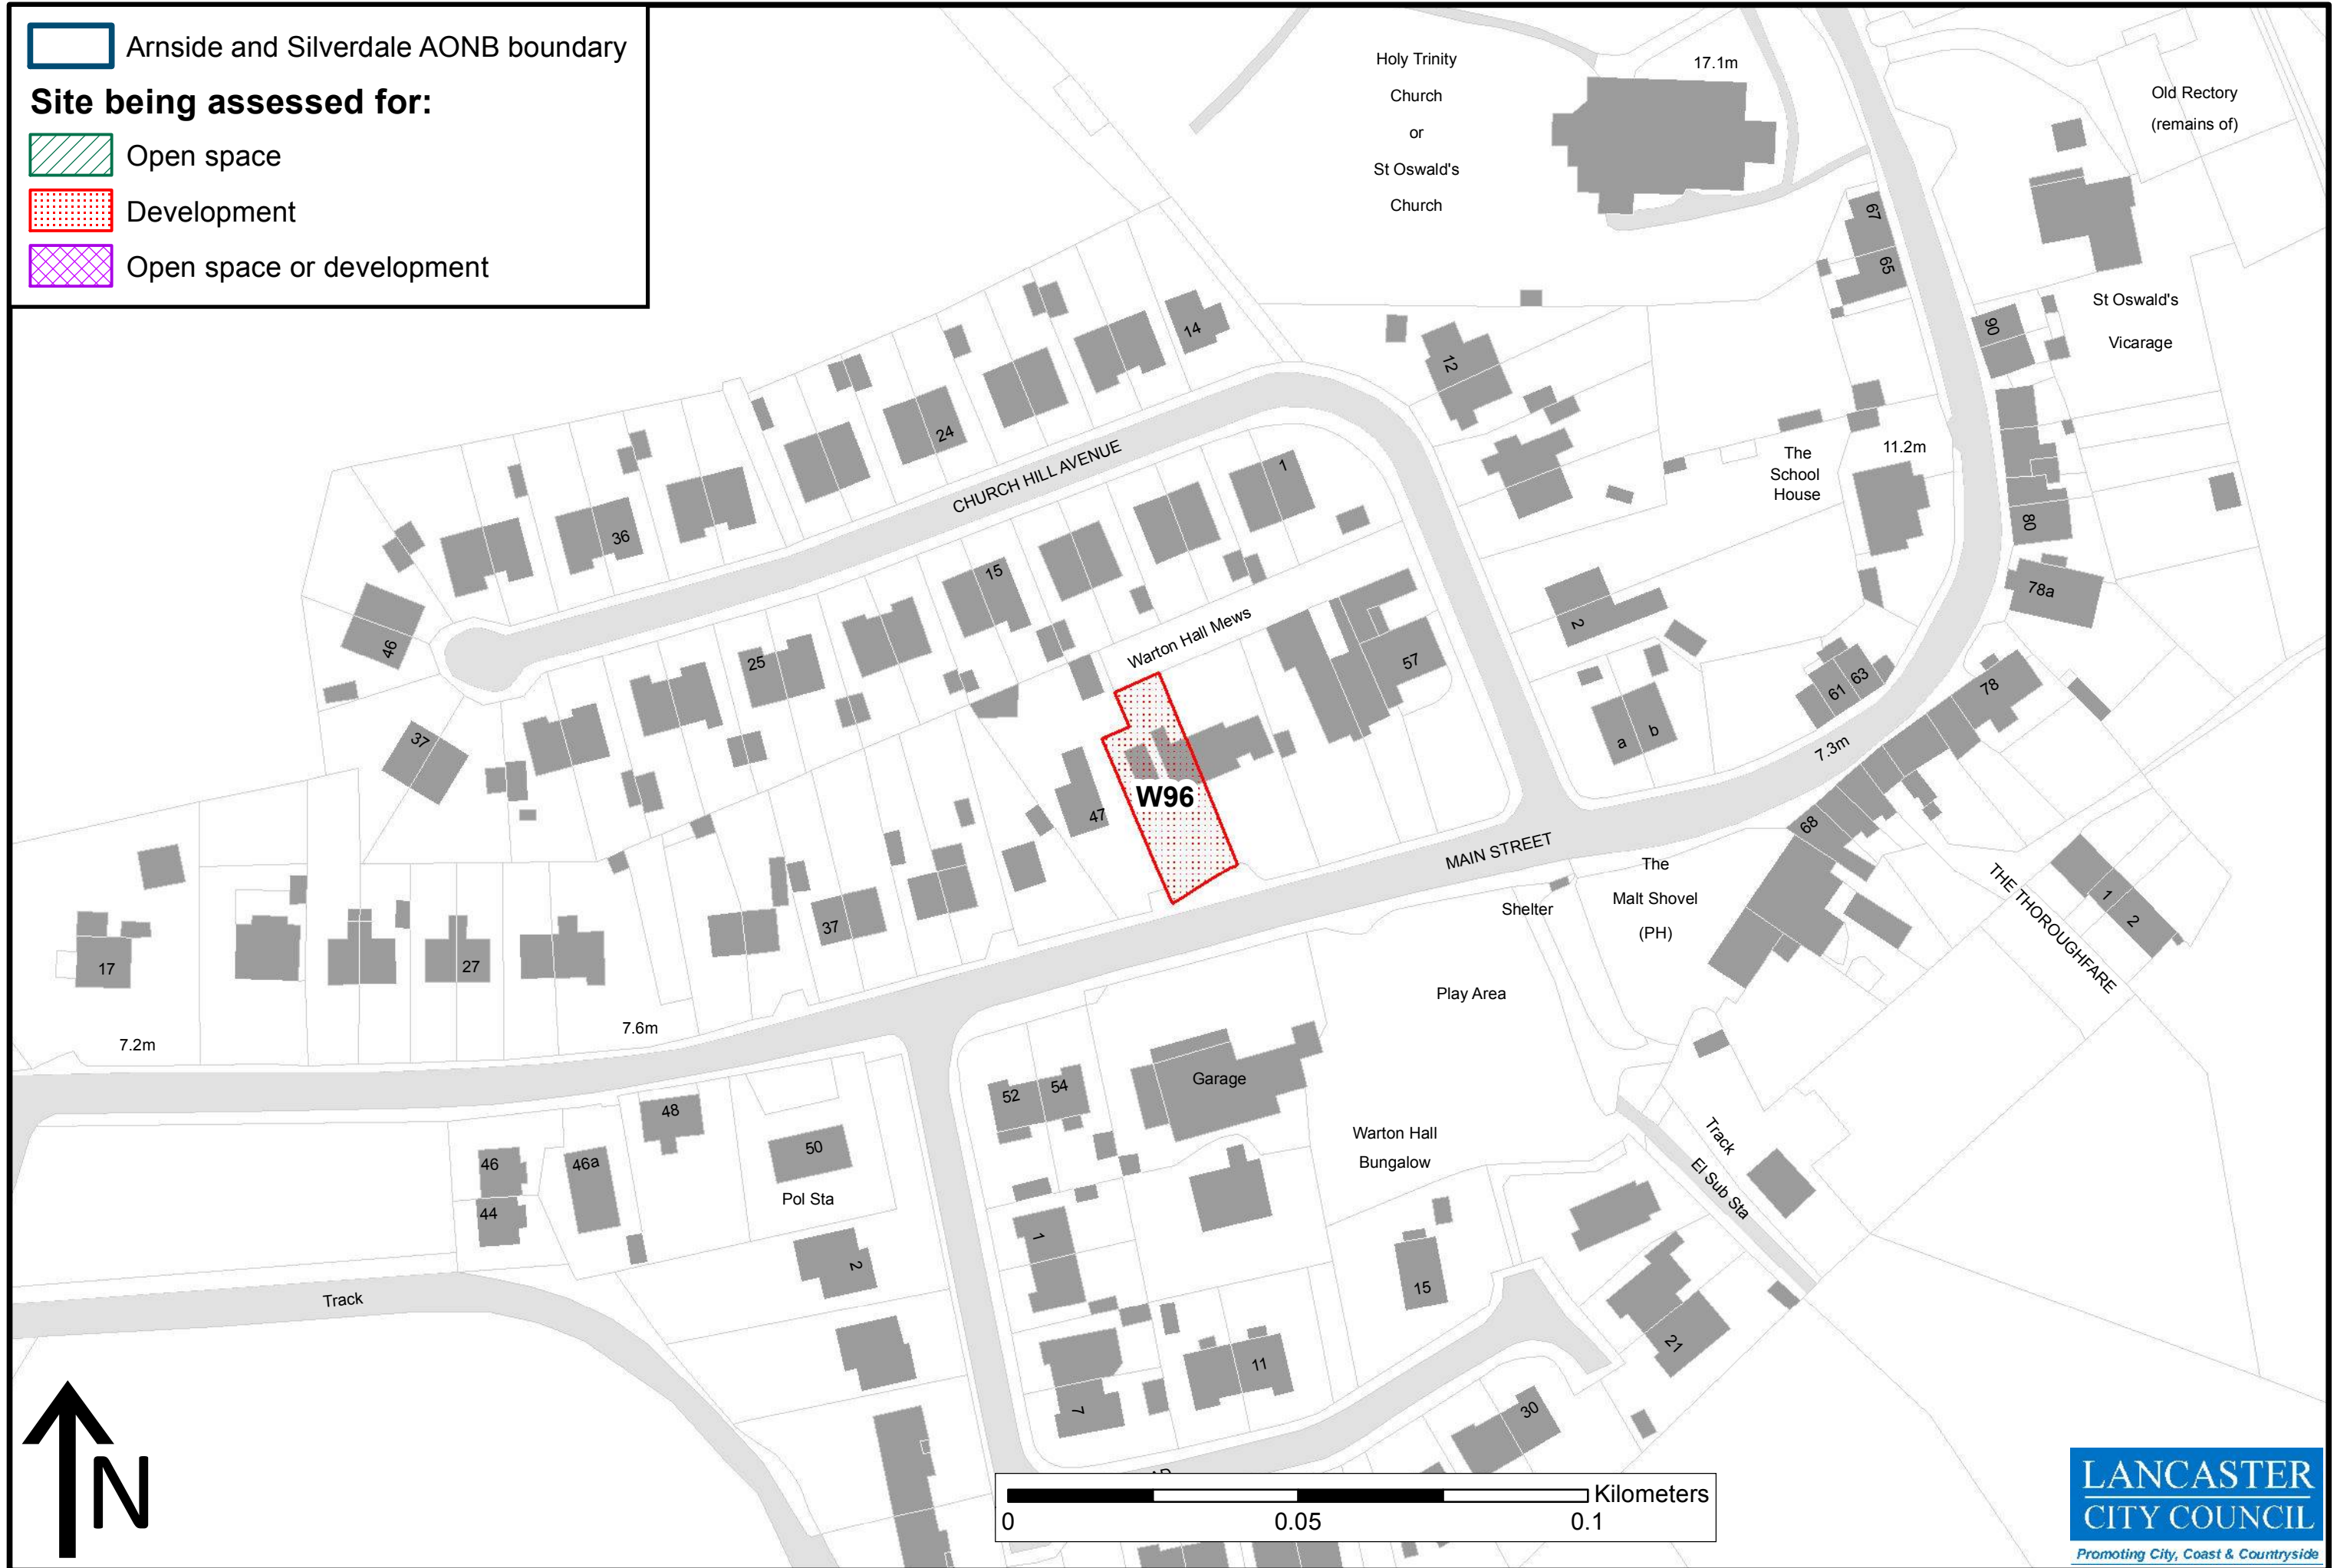 Arnside and Silverdale AONB boundary
Site being assessed for:
Open space
Development
Open space or development
Holy Trinity
Church
or
St Oswald's
Church
17.1m
Old Rectory
(remains of)
67
65
St Oswald's
Vicarage
90
14
12
24
CHURCH HILL AVENUE
The
School
House
11.2m
1
36
80
15
78a
46
25
Warton Hall Mews
2
57
61
63
78
37
a
b
7.3m
W96
47
68
MAIN STREET
The
Malt Shovel
(PH)
Shelter
THE THOROUGHFARE
1
2
37
17
27
Play Area
7.6m
7.2m
52
54
Garage
48
50
46
46a
44
Pol Sta
Warton Hall
Bungalow
Track
El Sub Sta
1
2
15
Track
21
11
7
30
N
Kilometers
0
0.05
0.1
LANCASTER
CITY COUNCIL
Promoting City, Coast & Countryside